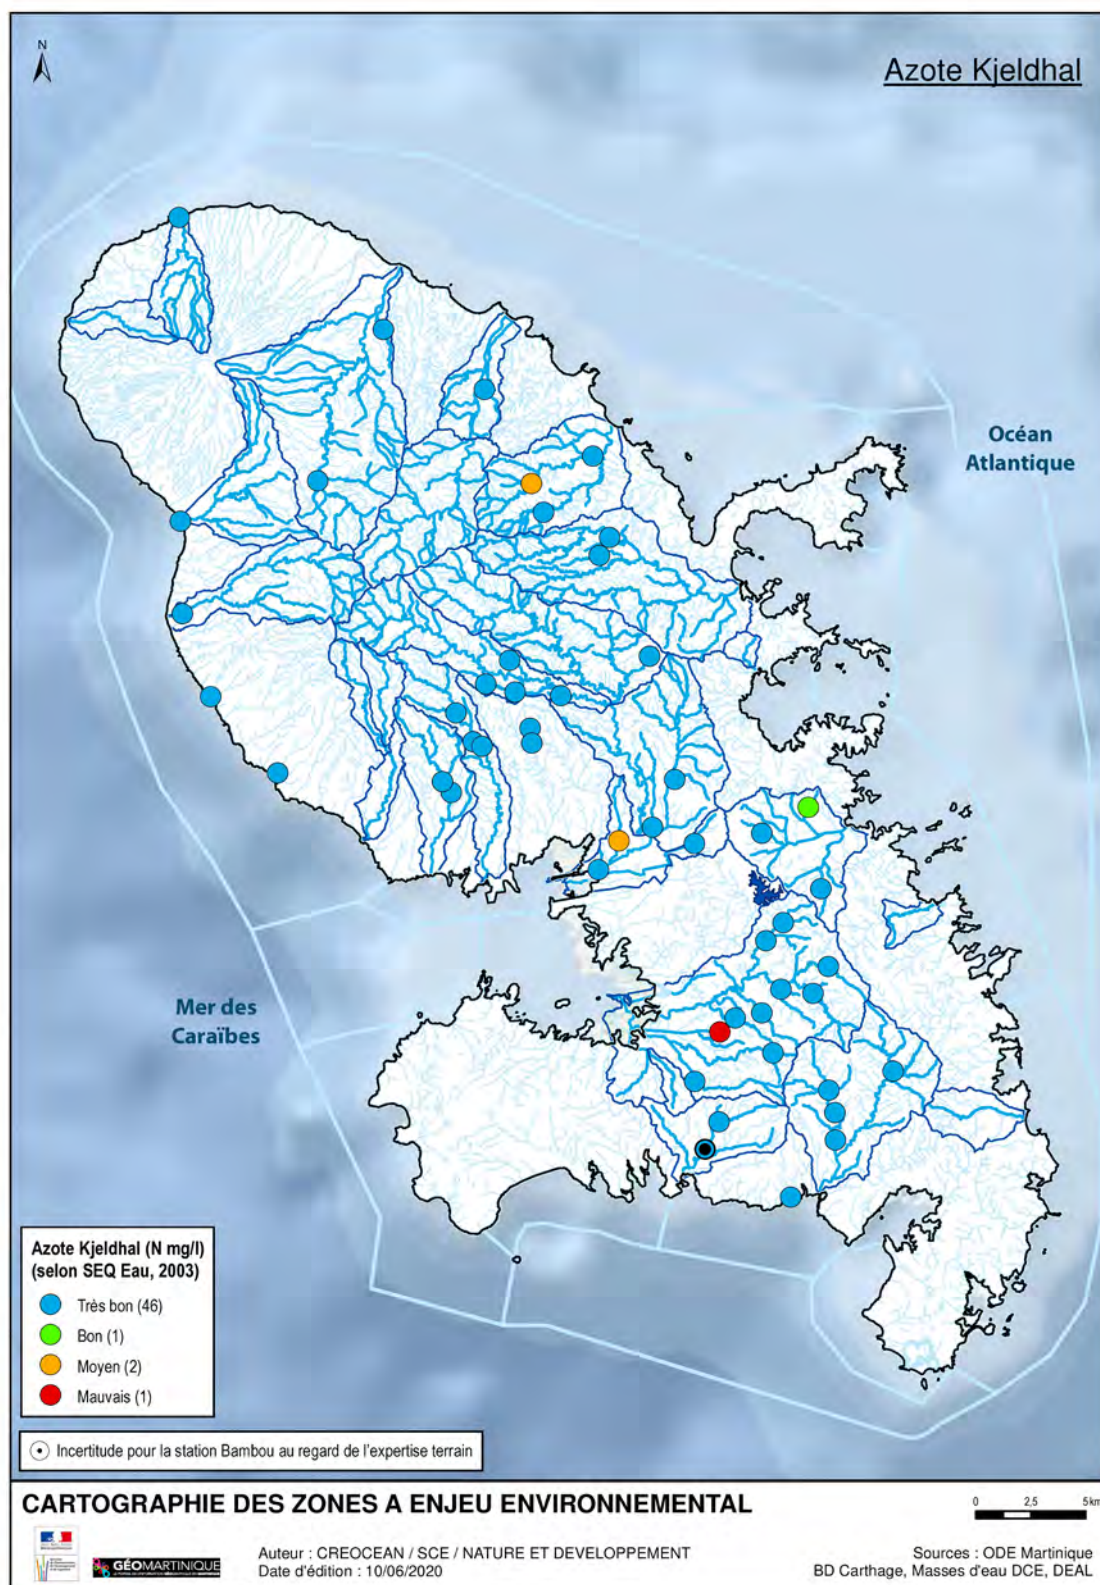 N
Azote Kjeldhal
Océan
Atlantique
Mer des
Caraïbes
Azote Kjeldhal (N mg/l)
(selon SEQ Eau, 2003)
Très bon (46)
Bon (1)
Moyen (2)
Mauvais (1)
Incertitude pour la station Bambou au regard de l'expertise terrain
CARTOGRAPHIE DES ZONES A ENJEU ENVIRONNEMENTAL
0 2,5 5 km
GÉOMARTINIQUE
Auteur : CREOCEAN / SCE / NATURE ET DEVELOPPEMENT
Date d'édition : 10/06/2020
Sources : ODE Martinique
BD Carthage, Masses d'eau DCE, DEAL